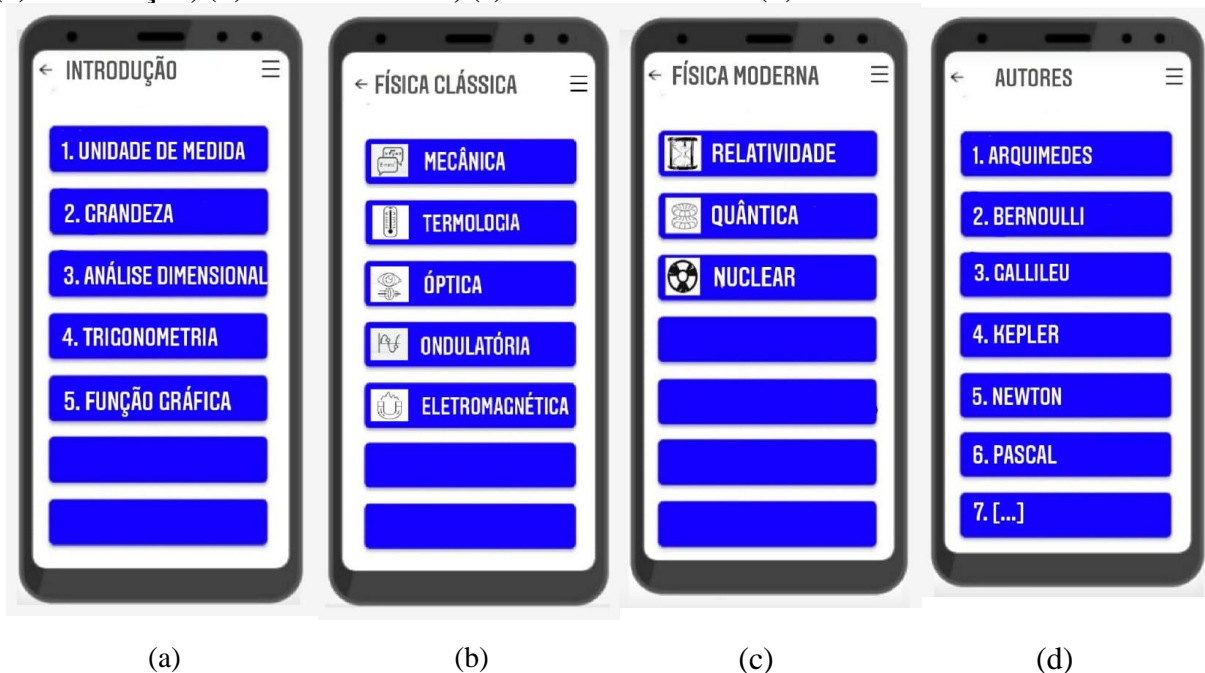 ← INTRODUÇÃO ☰
1. UNIDADE DE MEDIDA
2. GRANDEZA
3. ANÁLISE DIMENSIONAL
4. TRIGONOMETRIA
5. FUNÇÃO GRÁFICA
← FÍSICA CLÁSSICA ☰
MECÂNICA
TERMOLOGIA
ÓPTICA
ONDULATÓRIA
ELETROMAGNÉTICA
← FÍSICA MODERNA ☰
RELATIVIDADE
QUÂNTICA
NUCLEAR
← AUTORES ☰
1. ARQUIMEDES
2. BERNOULLI
3. GALLILEU
4. KEPLER
5. NEWTON
6. PASCAL
7. [...]
(a)
(b)
(c)
(d)